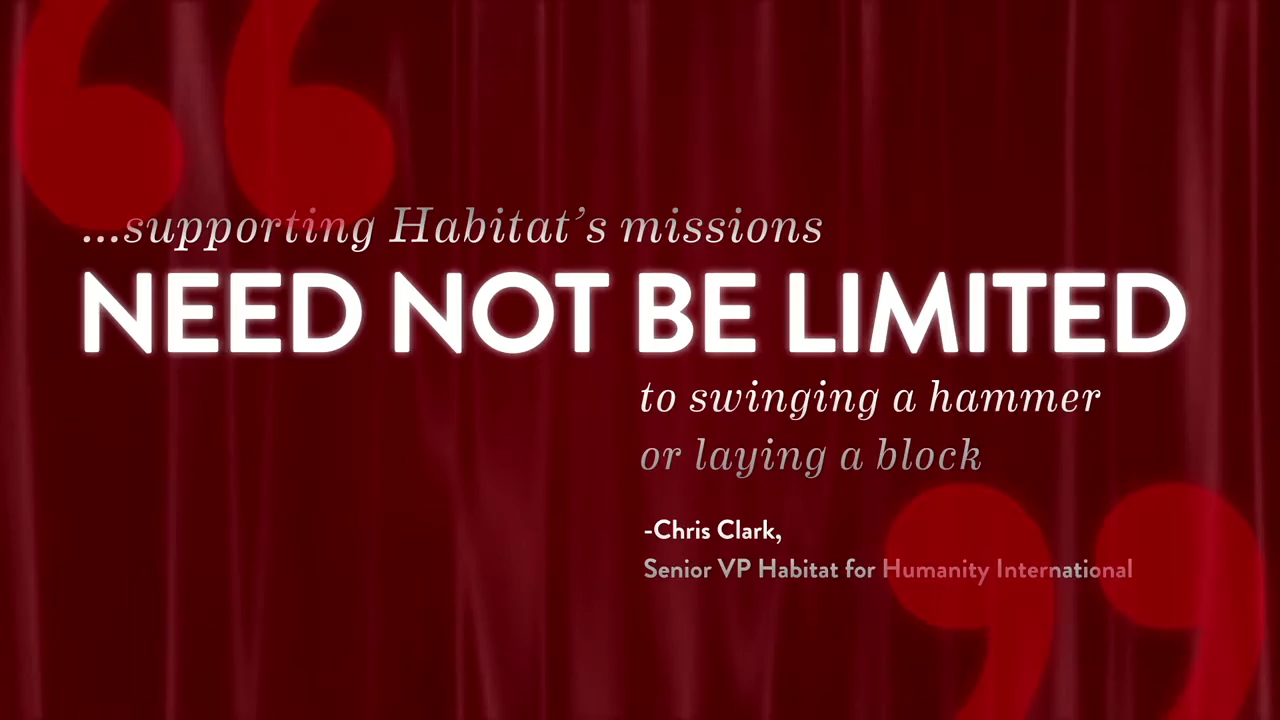 ...supporting Habitat's missions
NEED NOT BE LIMITED
to swinging a hammer
or laying a block
-Chris Clark,
Senior VP Habitat for Humanity International